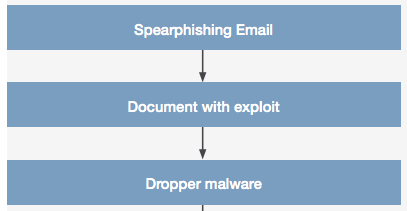 Spearphishing Email
Document with exploit
Dropper malware